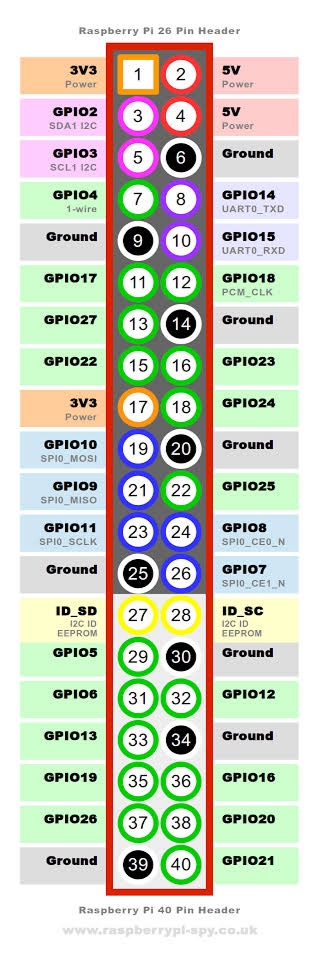 Raspberry Pi 26 Pin Header
3V3 1 2 5V
Power Power
GPIO2 3 4 5V
SDA1 I2C Power
GPIO3 5 6 Ground
SCL1 I2C
GPIO4 7 8 GPIO14
1-wire UART0_TXD
Ground 9 10 GPIO15
UART0_RXD
GPIO17 11 12 GPIO18
PCM_CLK
GPIO27 13 14 Ground
GPIO22 15 16 GPIO23
3V3 17 18 GPIO24
Power
GPIO10 19 20 Ground
SPI0_MOSI
GPIO9 21 22 GPIO25
SPI0_MISO
GPIO11 23 24 GPIO8
SPI0_SCLK SPI0_CE0_N
Ground 25 26 GPIO7
SPI0_CE1_N
ID_SD 27 28 ID_SC
I2C ID I2C ID
EEPROM EEPROM
GPIO5 29 30 Ground
GPIO6 31 32 GPIO12
GPIO13 33 34 Ground
GPIO19 35 36 GPIO16
GPIO26 37 38 GPIO20
Ground 39 40 GPIO21
Raspberry Pi 40 Pin Header
www.raspberrypi-spy.co.uk